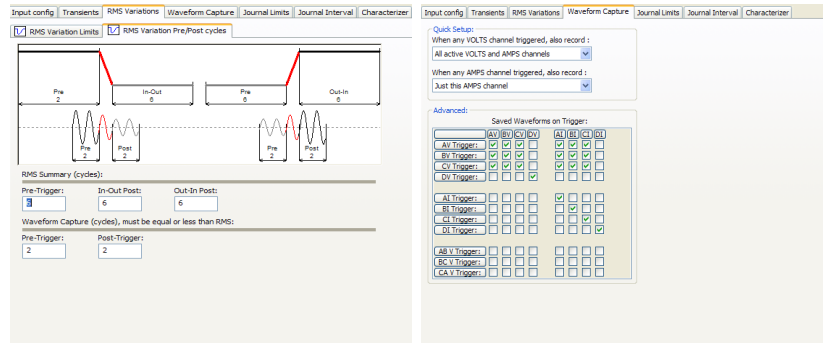 Input config Transients RMS Variations Waveform Capture Journal Limits Journal Interval Characterizer
RMS Variation Limits RMS Variation Pre/Post cycles
Pre In-Out Pre Out-In
2 6 6 6
Pre Post Pre Post
2 2 2 2
RMS Summary (cycles):
Pre-Trigger: In-Out Post: Out-In Post:
6 6
Waveform Capture (cycles), must be equal or less than RMS:
Pre-Trigger: Post-Trigger:
2 2
Input config Transients RMS Variations Waveform Capture Journal Limits Journal Interval Characterizer
Quick Setup:
When any VOLTS channel triggered, also record :
All active VOLTS and AMPS channels
When any AMPS channel triggered, also record :
Just this AMPS channel
Advanced:
Saved Waveforms on Trigger:
AV BV CV DV AI BI CI DI
AV Trigger:
BV Trigger:
CV Trigger:
DV Trigger:
AI Trigger:
BI Trigger:
CI Trigger:
DI Trigger:
AB V Trigger:
BC V Trigger:
CA V Trigger: